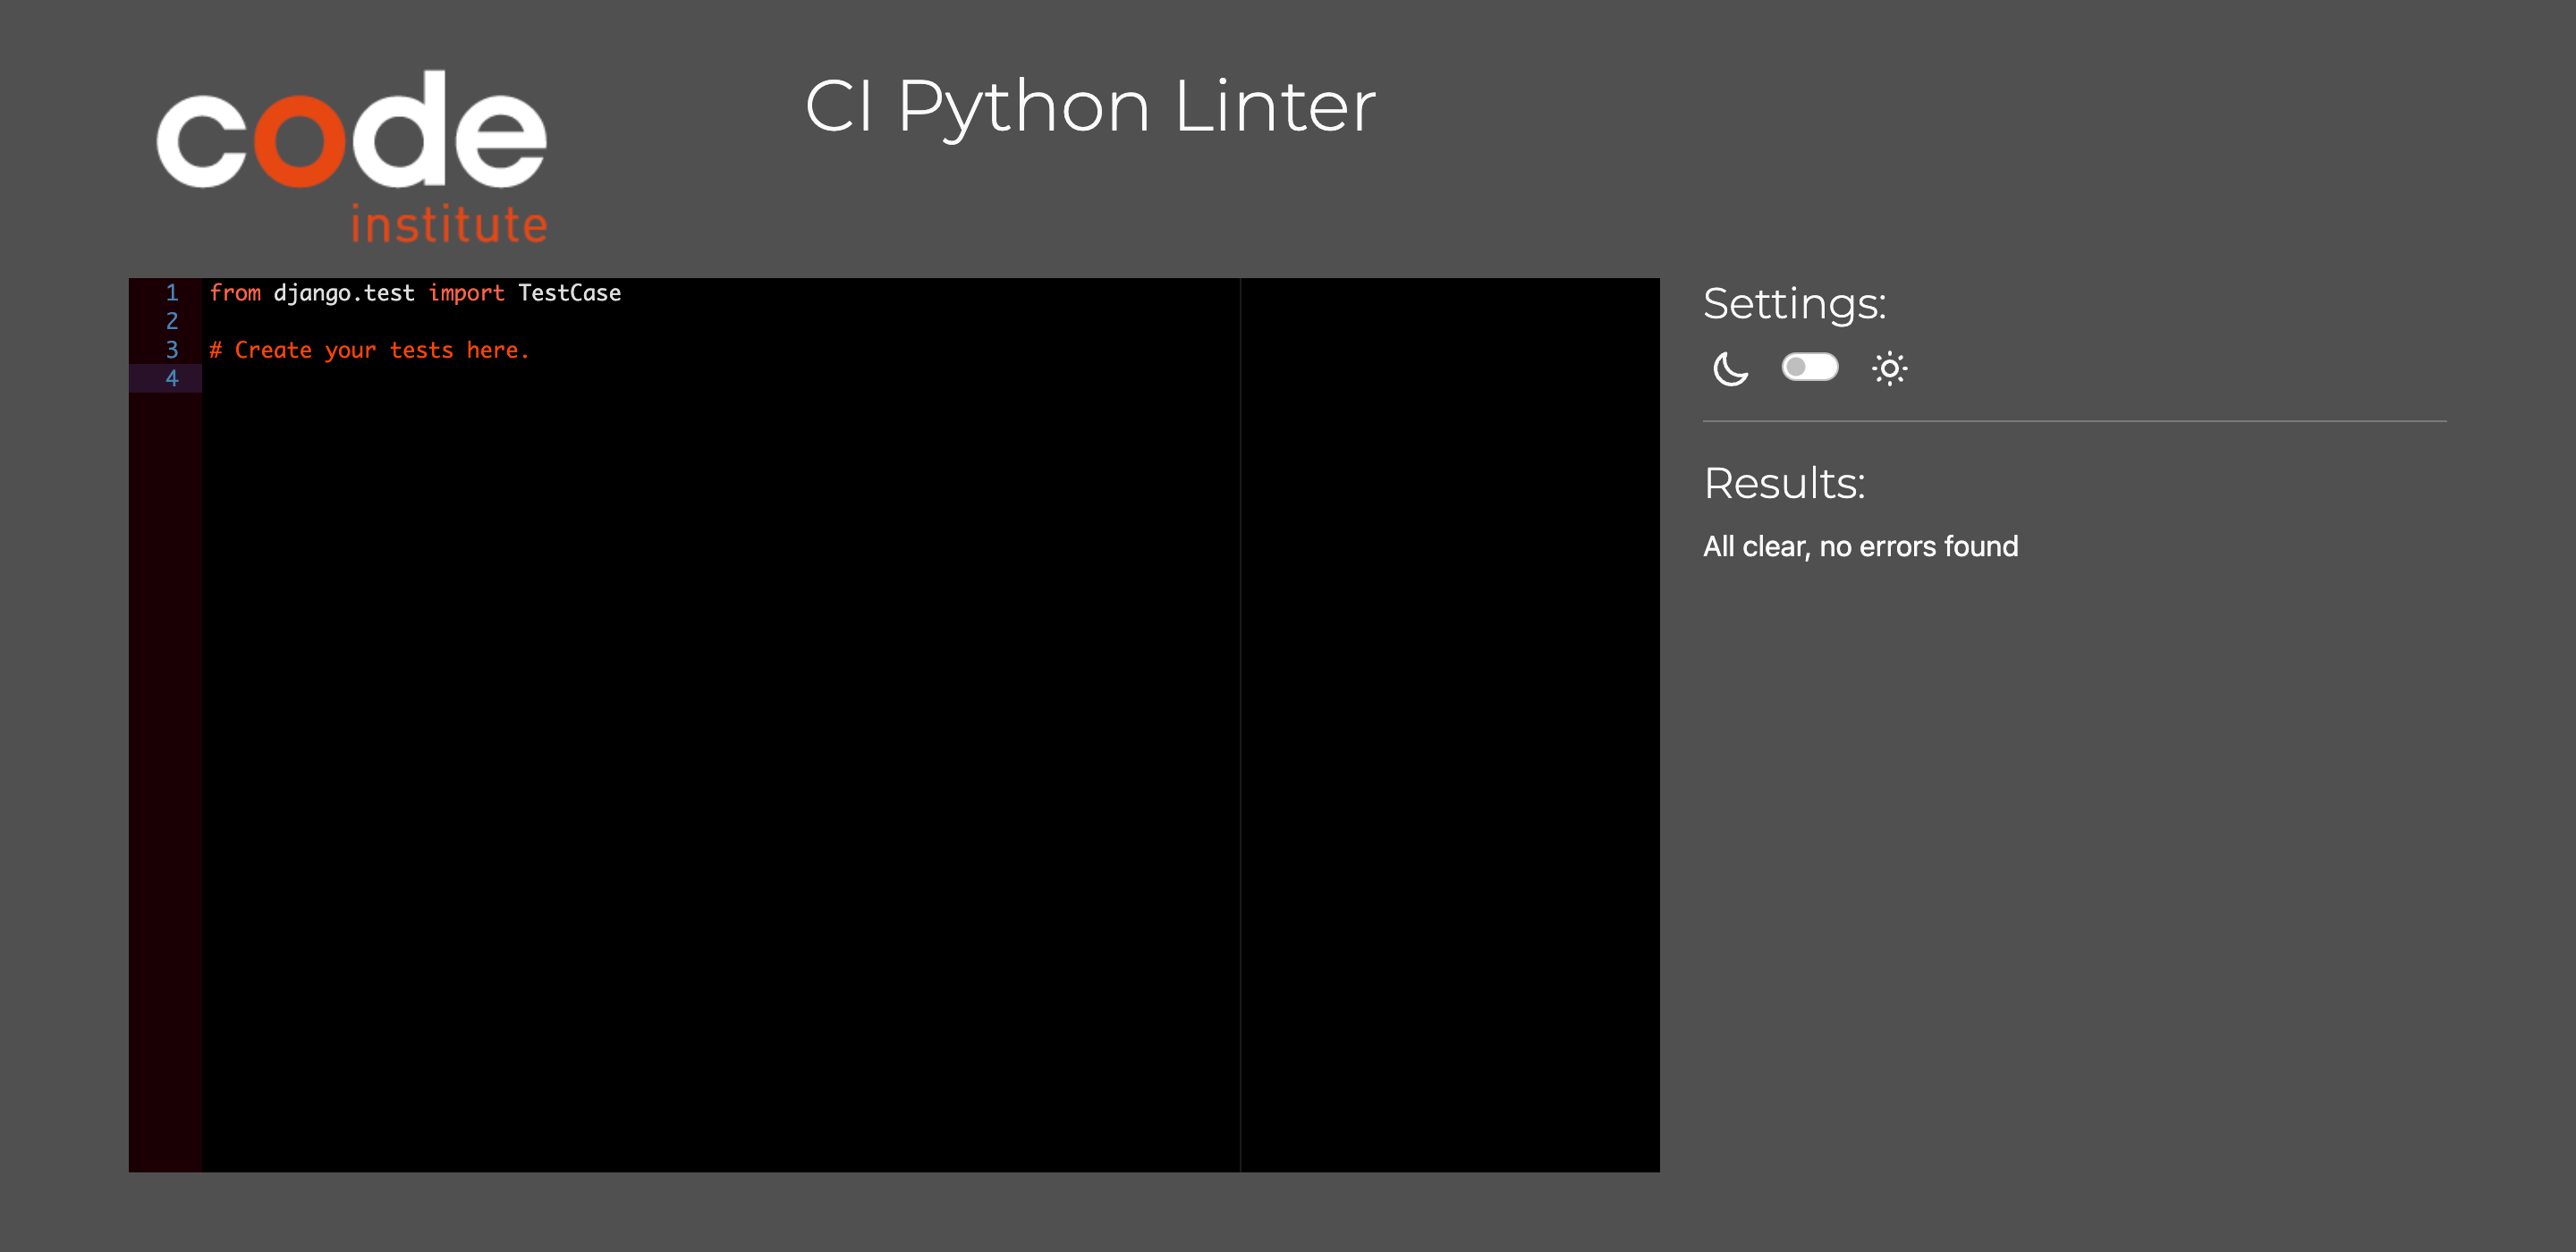 code
institute
CI Python Linter
1 from django.test import TestCase
2
3 # Create your tests here.
4
Settings:
Results:
All clear, no errors found